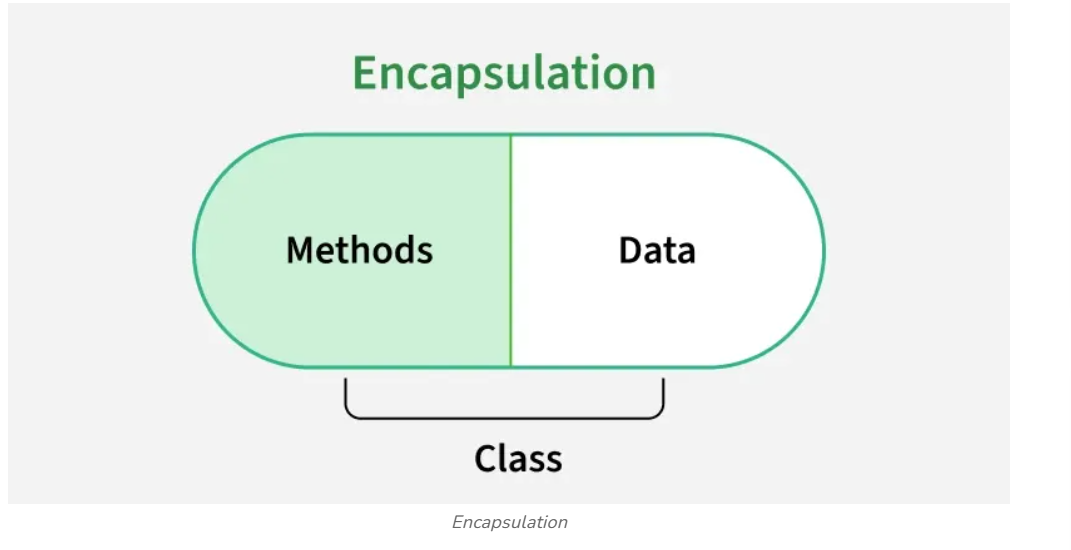 Encapsulation
Methods Data
Class
Encapsulation